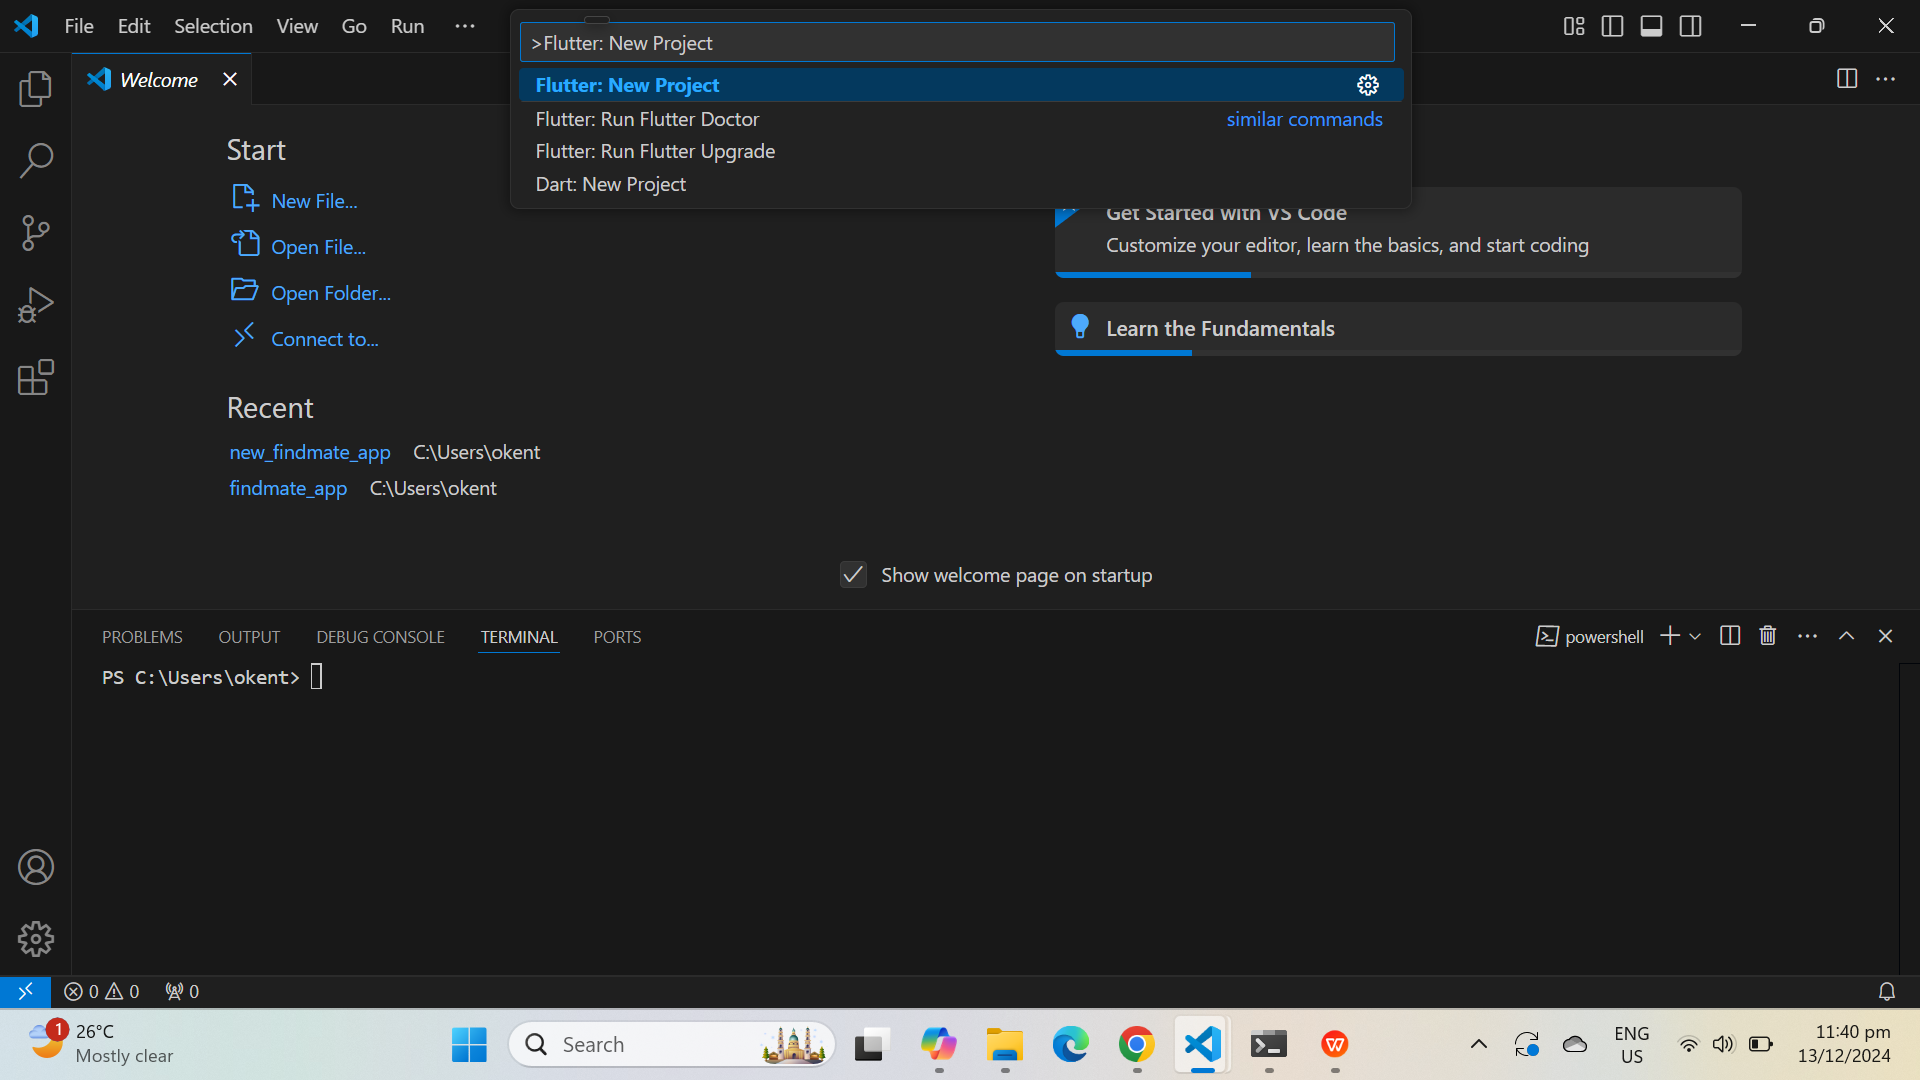 File Edit Selection View Go Run ...
>Flutter: New Project
Flutter: New Project
Flutter: Run Flutter Doctor similar commands
Flutter: Run Flutter Upgrade
Dart: New Project
Welcome
Start
New File...
Open File...
Open Folder...
Connect to...
Recent
new_findmate_app C:\Users\okent
findmate_app C:\Users\okent
Get Started with VS Code
Customize your editor, learn the basics, and start coding
Learn the Fundamentals
Show welcome page on startup
PROBLEMS OUTPUT DEBUG CONSOLE TERMINAL PORTS
powershell
PS C:\Users\okent>
0 0 0
1
26°C
Mostly clear
Search
W
ENG
US
11:40 pm
13/12/2024